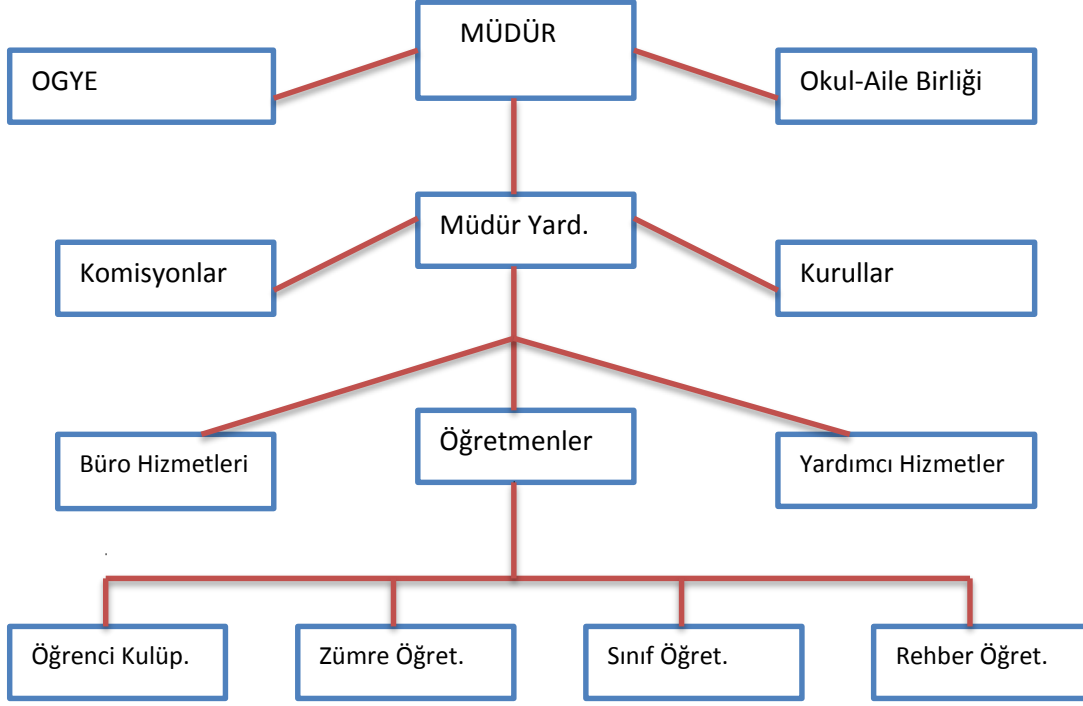 MÜDÜR
OGYE
Okul-Aile Birliği
Müdür Yard.
Komisyonlar
Kurullar
Öğretmenler
Büro Hizmetleri
Yardımcı Hizmetler
Öğrenci Kulüp.
Zümre Öğret.
Sınıf Öğret.
Rehber Öğret.